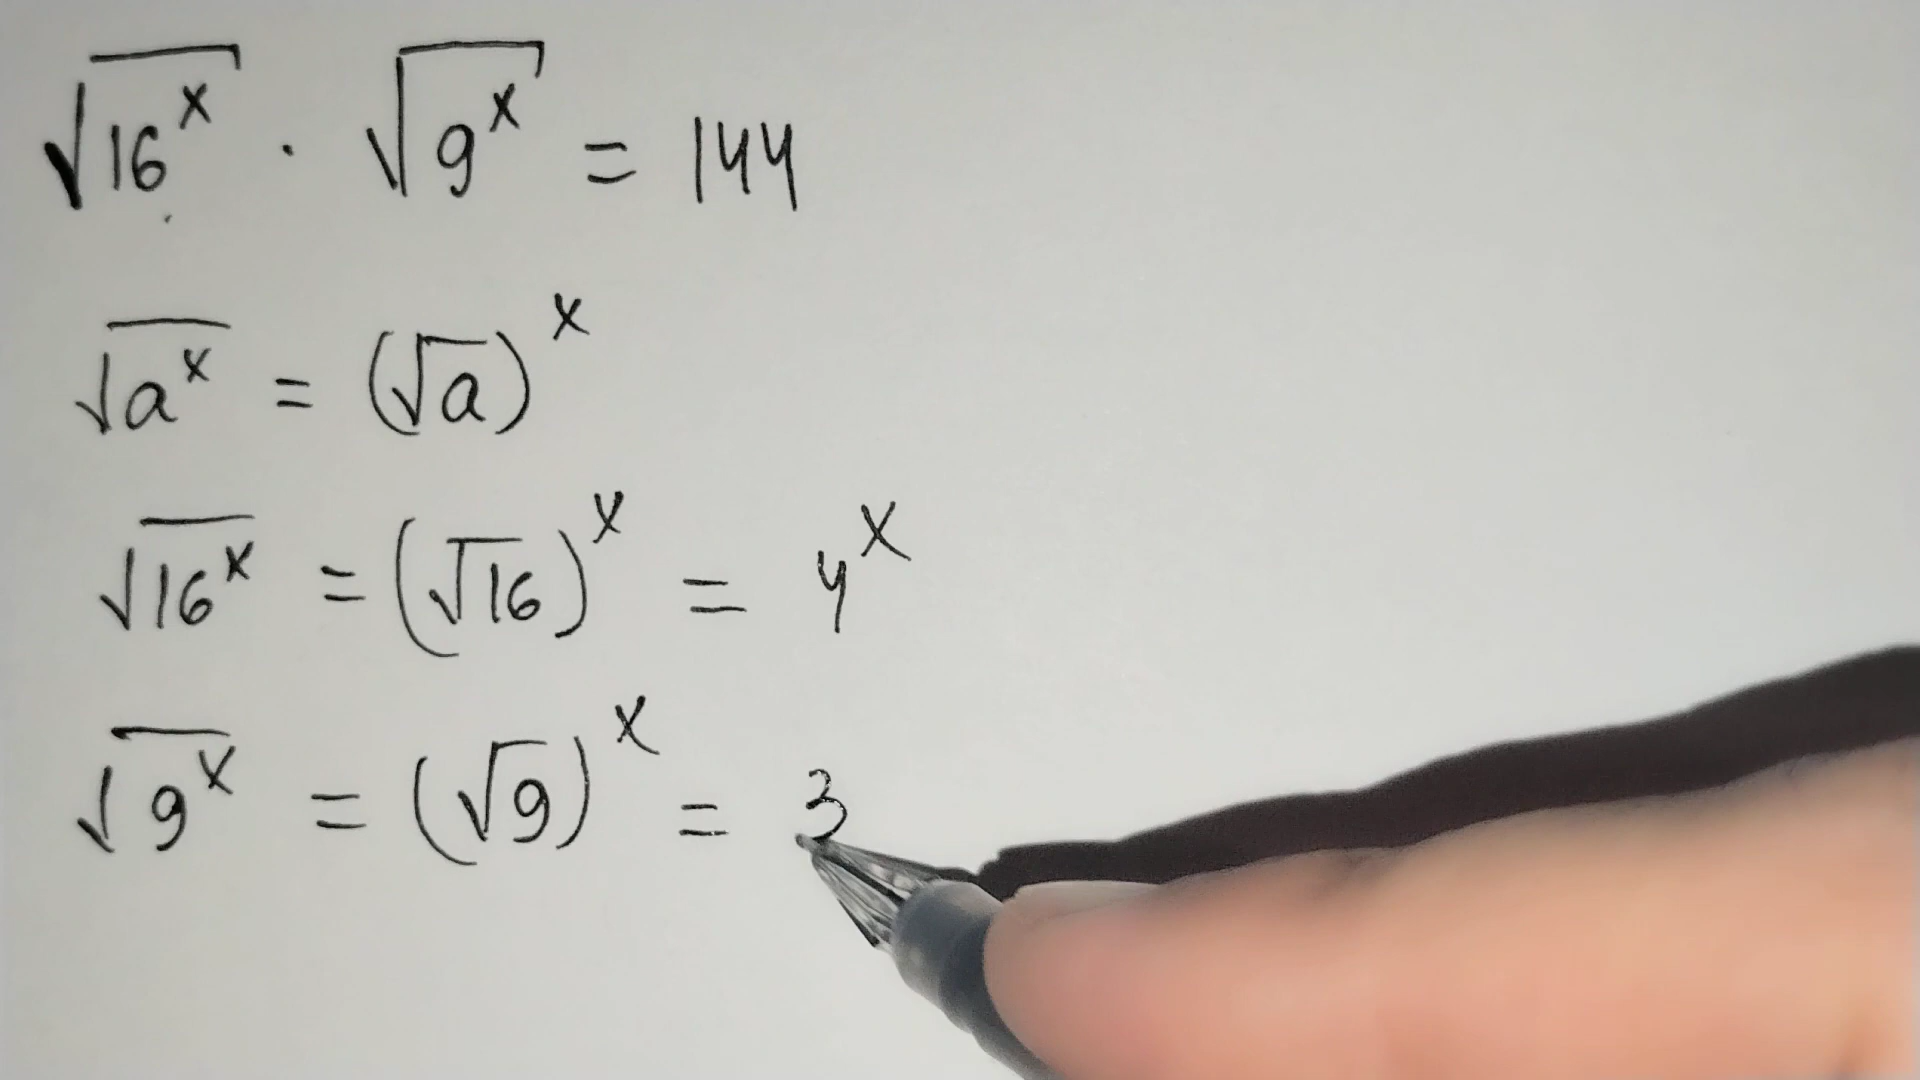 √16^x · √9^x = 144
√a^x = (√a)^x
√16^x = (√16)^x = 4^x
√9^x = (√9)^x = 3